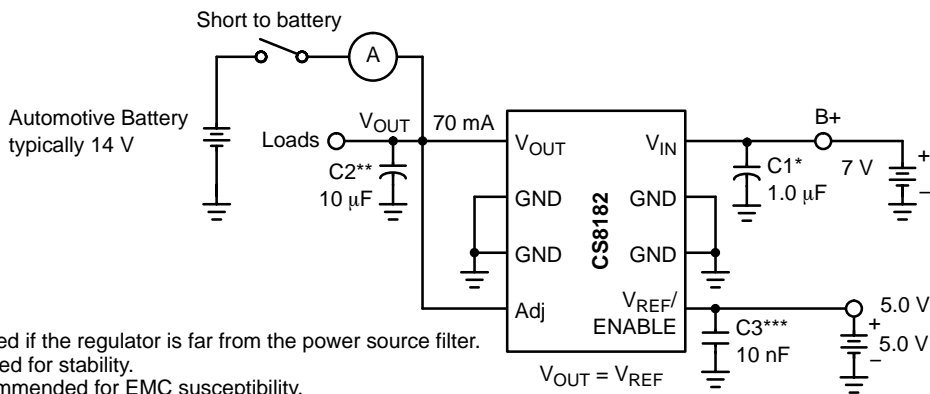 Short to battery
A
Automotive Battery
typically 14 V
Loads
VOUT
70 mA
C2**
10 μF
VOUT
GND
GND
Adj
CS8182
VIN
GND
GND
VREF/
ENABLE
B+
C1*
1.0 μF
7 V
+
−
5.0 V
+
5.0 V
−
C3***
10 nF
ed if the regulator is far from the power source filter.
ed for stability.
mmended for EMC susceptibility.
VOUT = VREF